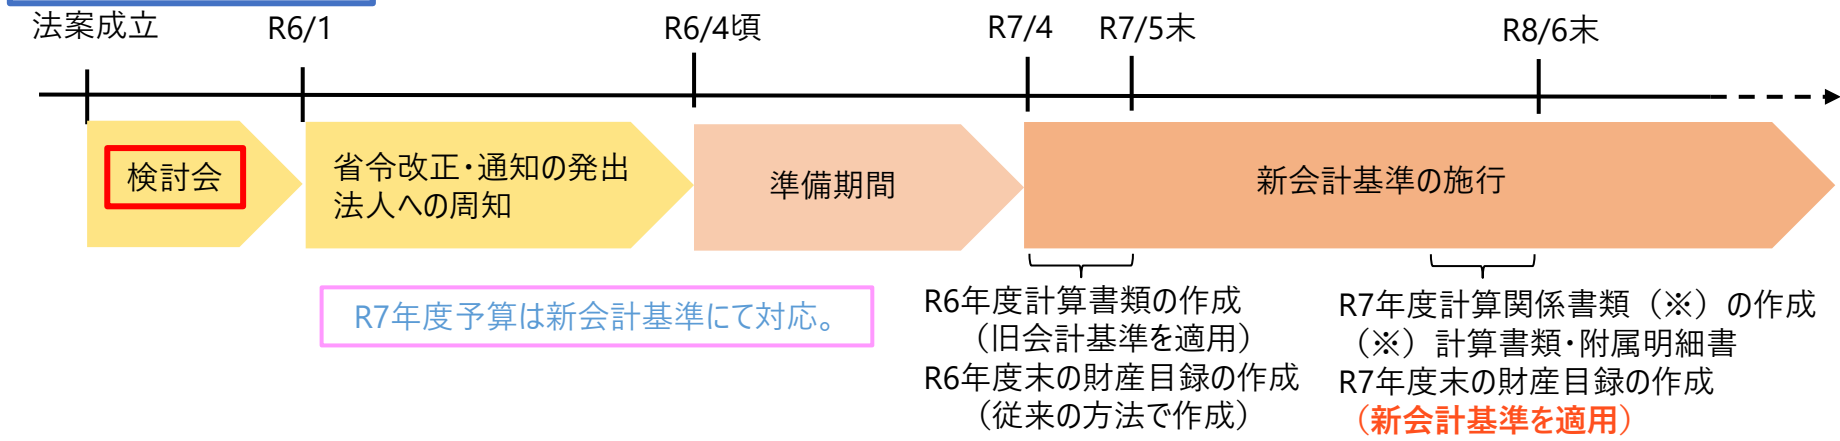 法案成立
R6/1
R6/4頃
R7/4
R7/5末
R8/6末
検討会
省令改正・通知の発出
法人への周知
準備期間
新会計基準の施行
R7年度予算は新会計基準にて対応。
R6年度計算書類の作成
（旧会計基準を適用）
R6年度末の財産目録の作成
（従来の方法で作成）
R7年度計算関係書類（※）の作成
（※）計算書類・附属明細書
R7年度末の財産目録の作成
（新会計基準を適用）